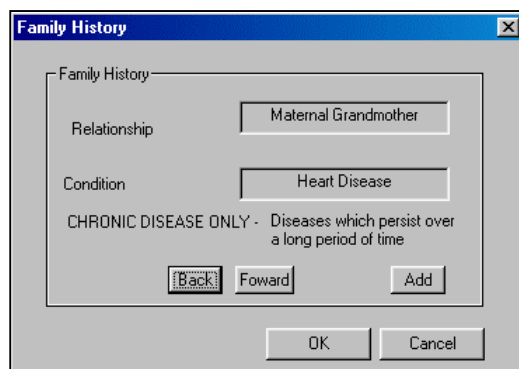 Family History
Family History
Relationship Maternal Grandmother
Condition Heart Disease
CHRONIC DISEASE ONLY - Diseases which persist over
a long period of time
Back Foward Add
OK Cancel